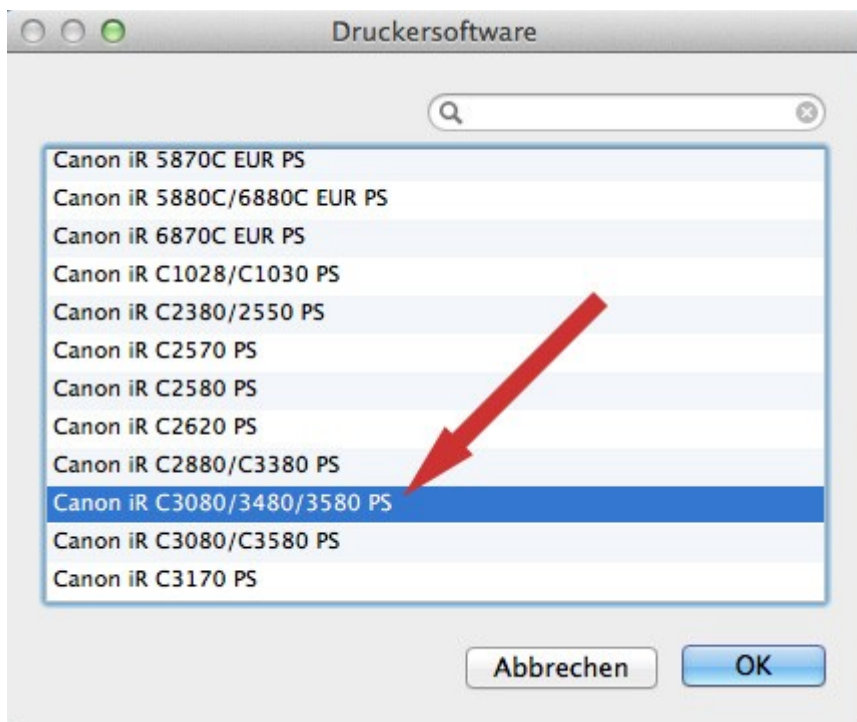 Druckersoftware
Canon iR 5870C EUR PS
Canon iR 5880C/6880C EUR PS
Canon iR 6870C EUR PS
Canon iR C1028/C1030 PS
Canon iR C2380/2550 PS
Canon iR C2570 PS
Canon iR C2580 PS
Canon iR C2620 PS
Canon iR C2880/C3380 PS
Canon iR C3080/3480/3580 PS
Canon iR C3080/C3580 PS
Canon iR C3170 PS
Abbrechen OK